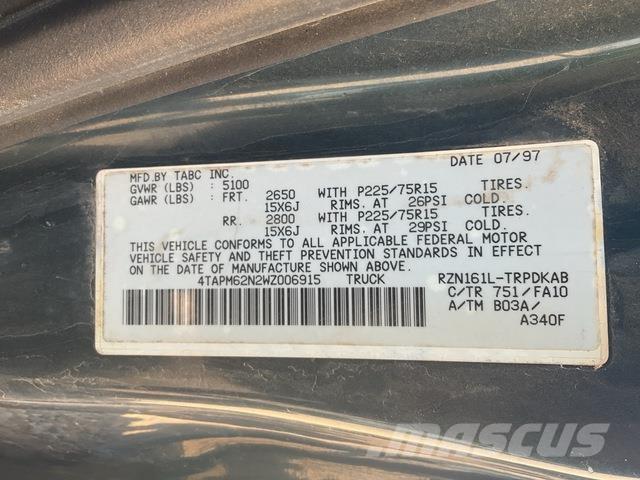 DATE 07/97
MFD.BY TABC INC.
GVWR (LBS) : 5100
GAWR (LBS) : FRT. 2650 WITH P225/75R15 TIRES.
15X6J RIMS. AT 26PSI COLD.
RR. 2800 WITH P225/75R15 TIRES.
15X6J RIMS. AT 29PSI COLD.
THIS VEHICLE CONFORMS TO ALL APPLICABLE FEDERAL MOTOR
VEHICLE SAFETY AND THEFT PREVENTION STANDARDS IN EFFECT
ON THE DATE OF MANUFACTURE SHOWN ABOVE.
4TAPM62N2WZ006915 TRUCK RZN161L-TRPDKAB
C/TR 751/FA10
A/TM B03A/
A340F
mascus